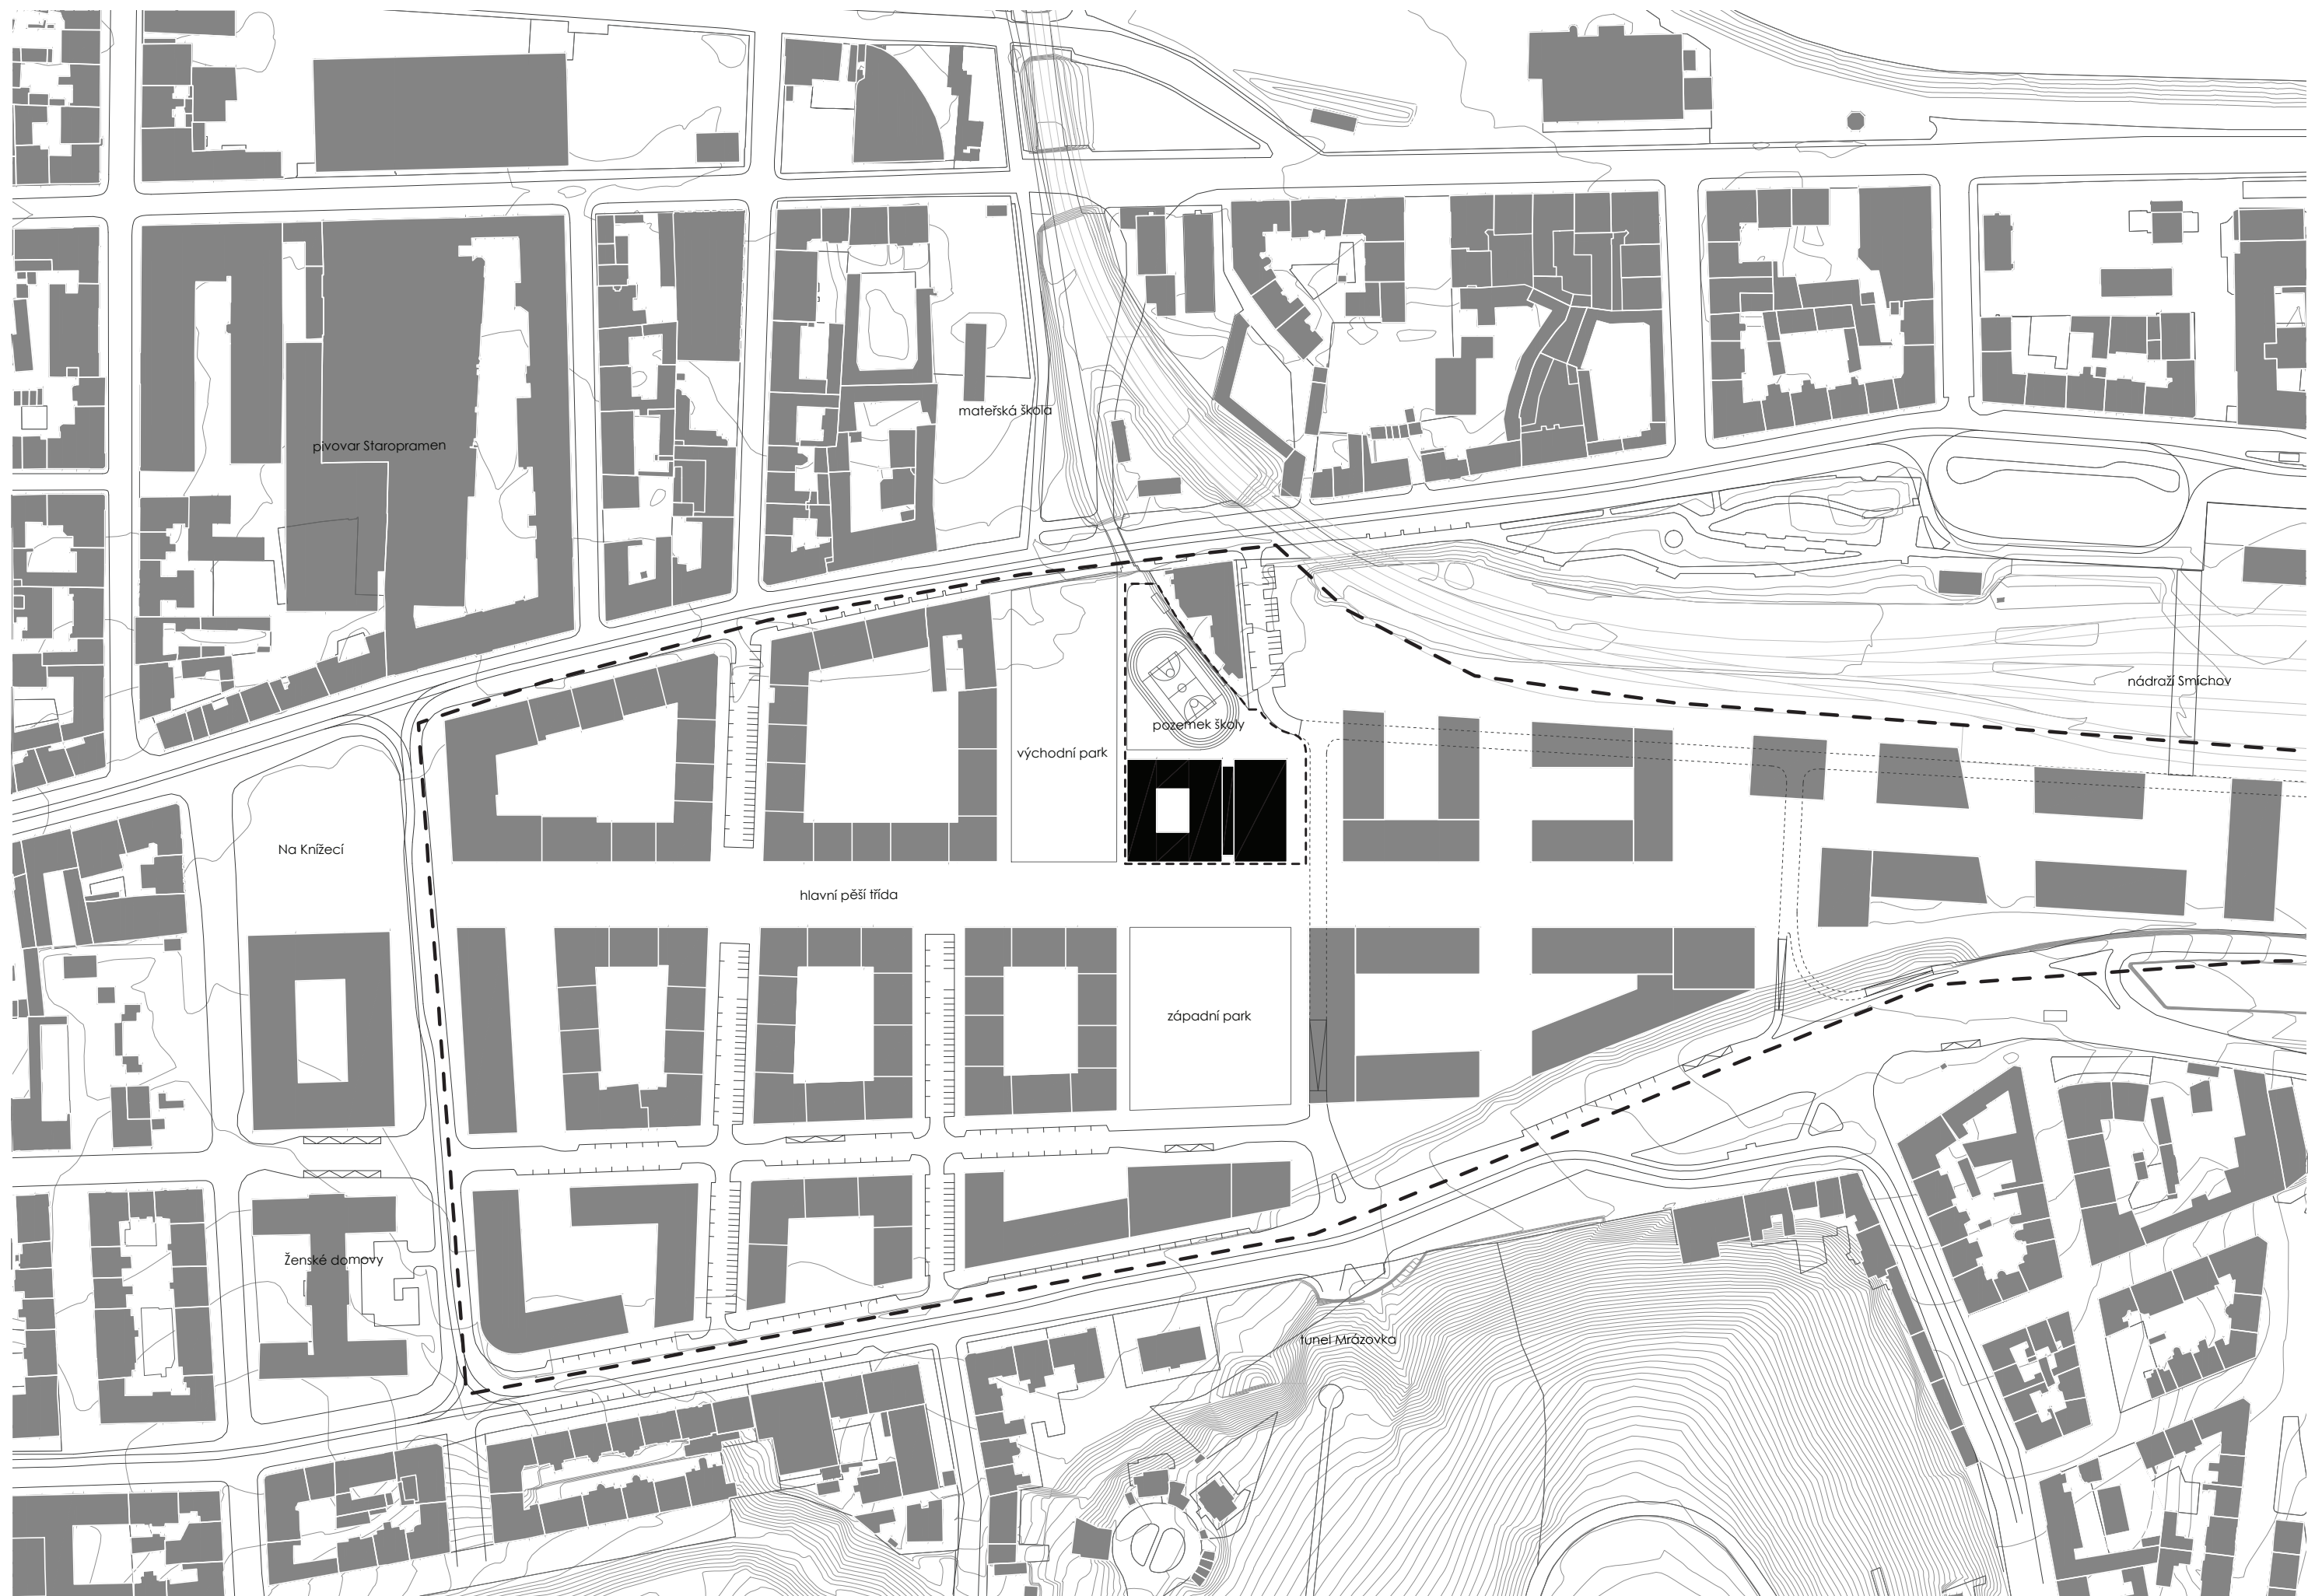 mateřská škola
pivovar Staropramen
nádraží Smíchov
pozemek školy
východní park
Na Knížecí
hlavní pěší třída
západní park
Ženské domovy
tunel Mrázovka